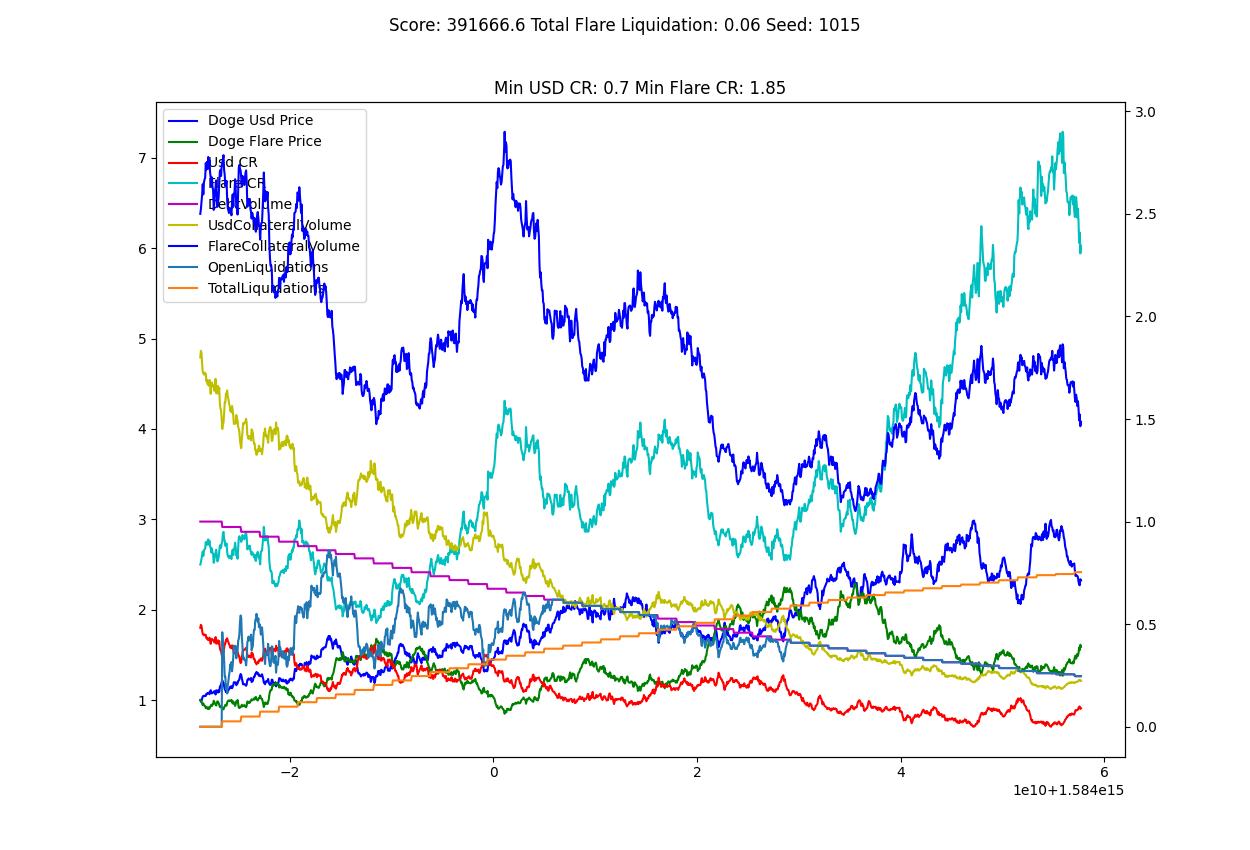 Score: 391666.6 Total Flare Liquidation: 0.06 Seed: 1015
Min USD CR: 0.7 Min Flare CR: 1.85
Doge Usd Price
Doge Flare Price
Usd CR
Flare CR
DebtVolume
UsdCollateralVolume
FlareCollateralVolume
OpenLiquidations
TotalLiquidations
7
6
5
4
3
2
1
3.0
2.5
2.0
1.5
1.0
0.5
0.0
−2
0
2
4
6
1e10+1.584e15